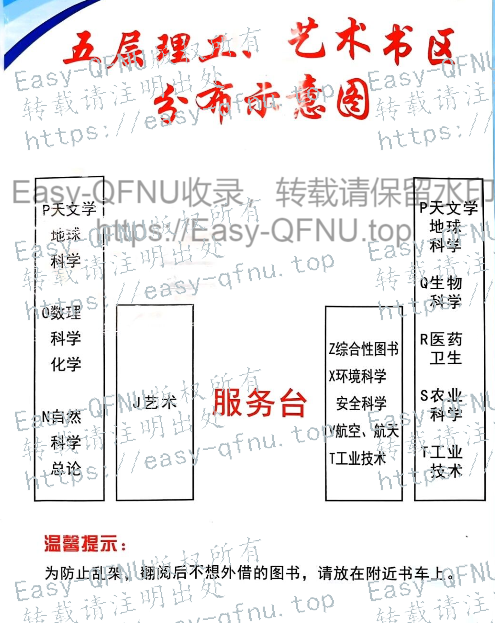 五层理工、艺术书区
分布示意图
Easy-QFNU收录，转载请保留水印
https://Easy-QFNU.top
P天文学
地球
科学
O数理
科学
化学
N自然
科学
总论
J艺术
服务台
Z综合性图书
X环境科学
安全科学
V航空、航天
T工业技术
P天文学
地球
科学
Q生物
科学
R医药
卫生
S农业
科学
T工业
技术
温馨提示：
为防止乱架，翻阅后不想外借的图书，请放在附近书车上。
Easy-QFNU版权所有
转载请注明出处
https://easy-qfnu.top